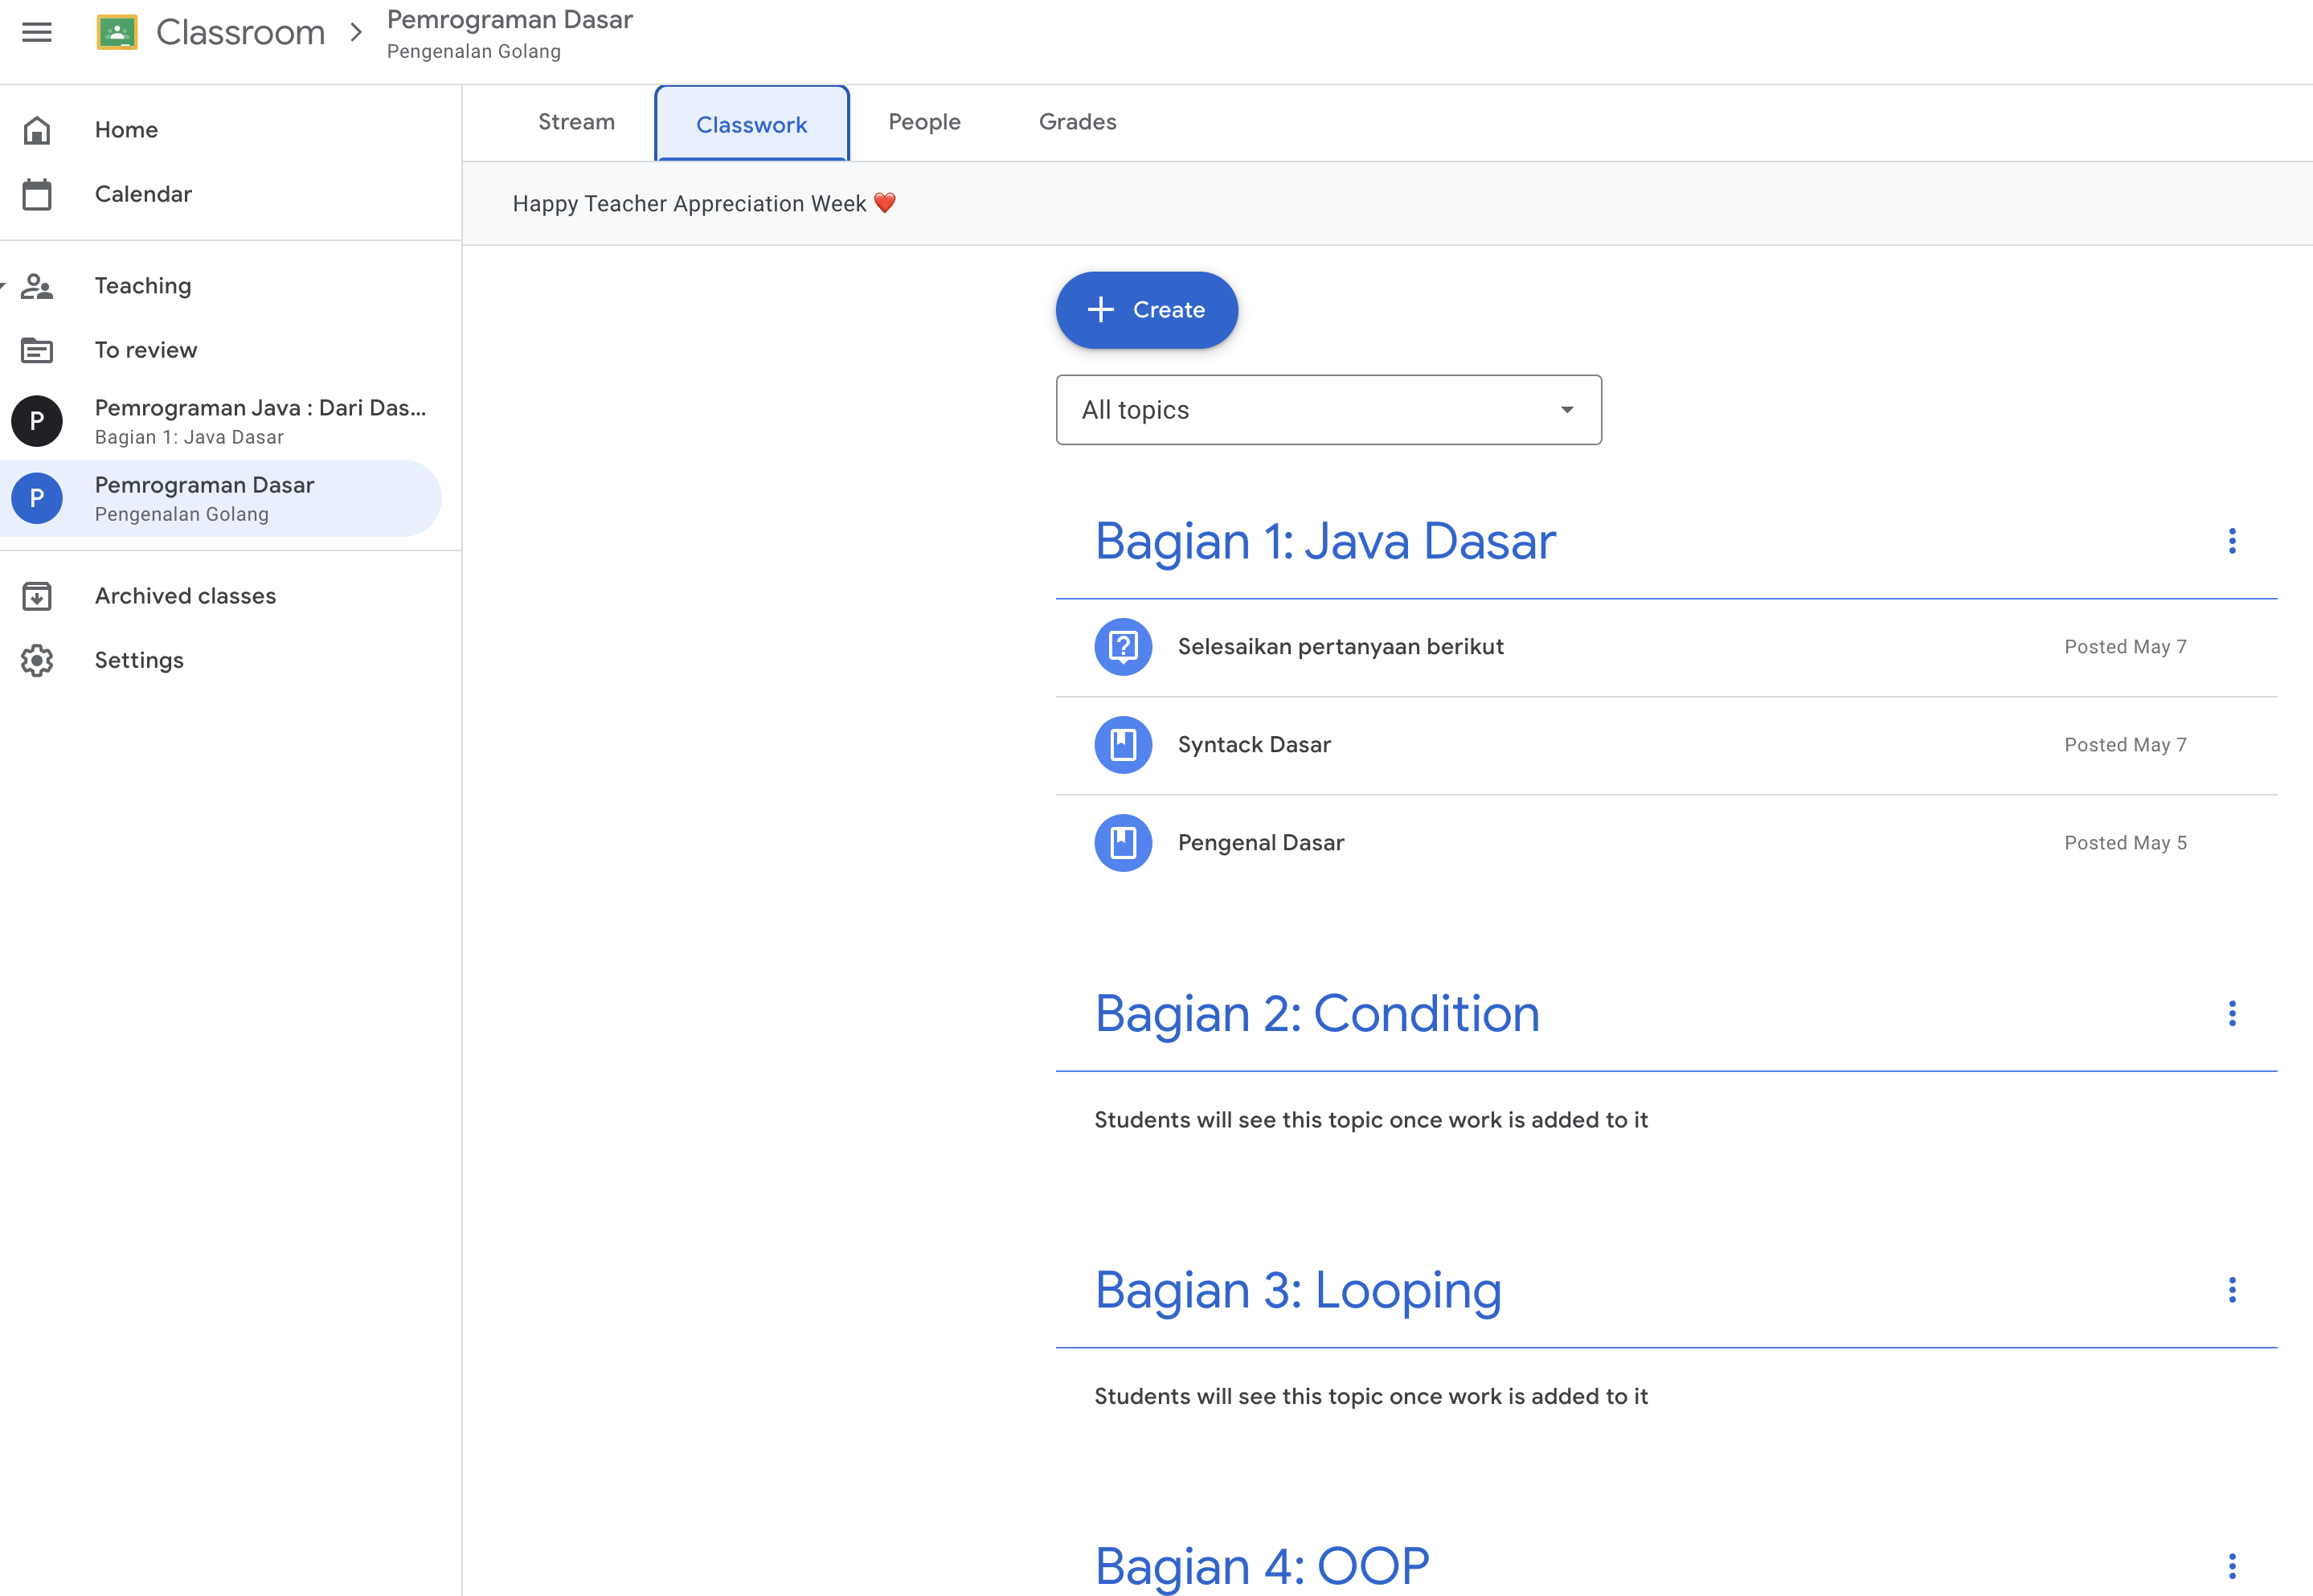 Classroom
Pemrograman Dasar
Pengenalan Golang
Home
Calendar
Teaching
To review
P
Pemrograman Java : Dari Das...
Bagian 1: Java Dasar
P
Pemrograman Dasar
Pengenalan Golang
Archived classes
Settings
Stream
Classwork
People
Grades
Happy Teacher Appreciation Week ❤️
Create
All topics
Bagian 1: Java Dasar
Selesaikan pertanyaan berikut
Posted May 7
Syntack Dasar
Posted May 7
Pengenal Dasar
Posted May 5
Bagian 2: Condition
Students will see this topic once work is added to it
Bagian 3: Looping
Students will see this topic once work is added to it
Bagian 4: OOP